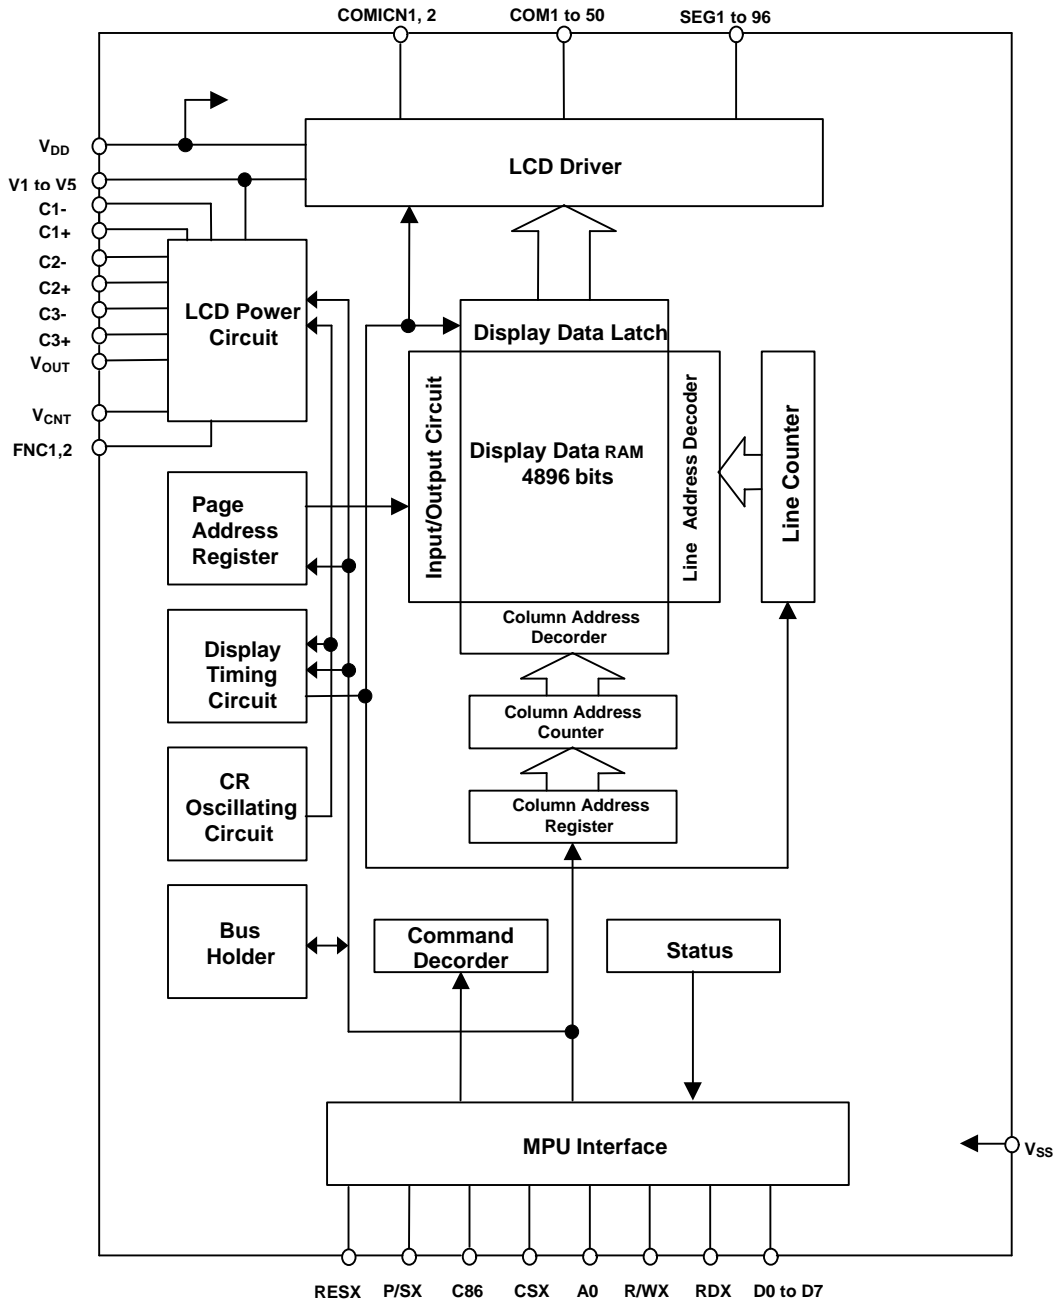 COMICN1, 2
COM1 to 50
SEG1 to 96
VDD
V1 to V5
C1-
C1+
C2-
C2+
C3-
C3+
VOUT
VCNT
FNC1,2
LCD Driver
LCD Power
Circuit
Display Data Latch
Input/Output Circuit
Display Data RAM
4896 bits
Line Address Decoder
Line Counter
Page
Address
Register
Column Address
Decorder
Display
Timing
Circuit
Column Address
Counter
CR
Oscillating
Circuit
Column Address
Register
Bus
Holder
Command
Decorder
Status
MPU Interface
VSS
RESX
P/SX
C86
CSX
A0
R/WX
RDX
D0 to D7